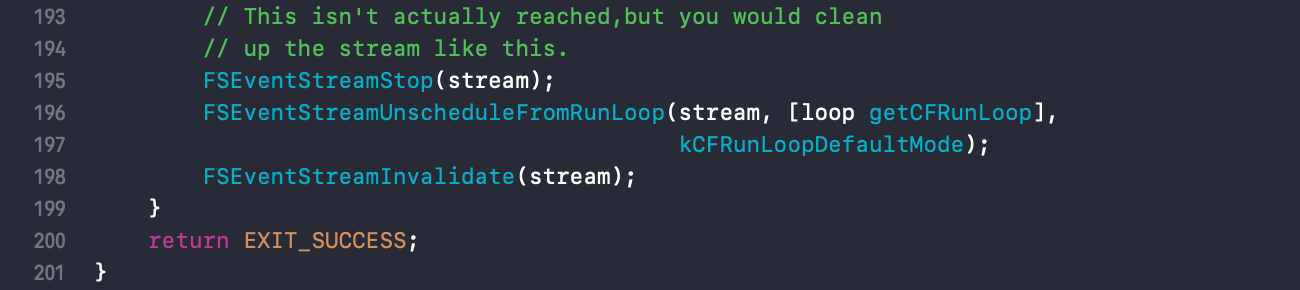 193 // This isn't actually reached,but you would clean
194 // up the stream like this.
195 FSEventStreamStop(stream);
196 FSEventStreamUnscheduleFromRunLoop(stream, [loop getCFRunLoop],
197 kCFRunLoopDefaultMode);
198 FSEventStreamInvalidate(stream);
199 }
200 return EXIT_SUCCESS;
201 }